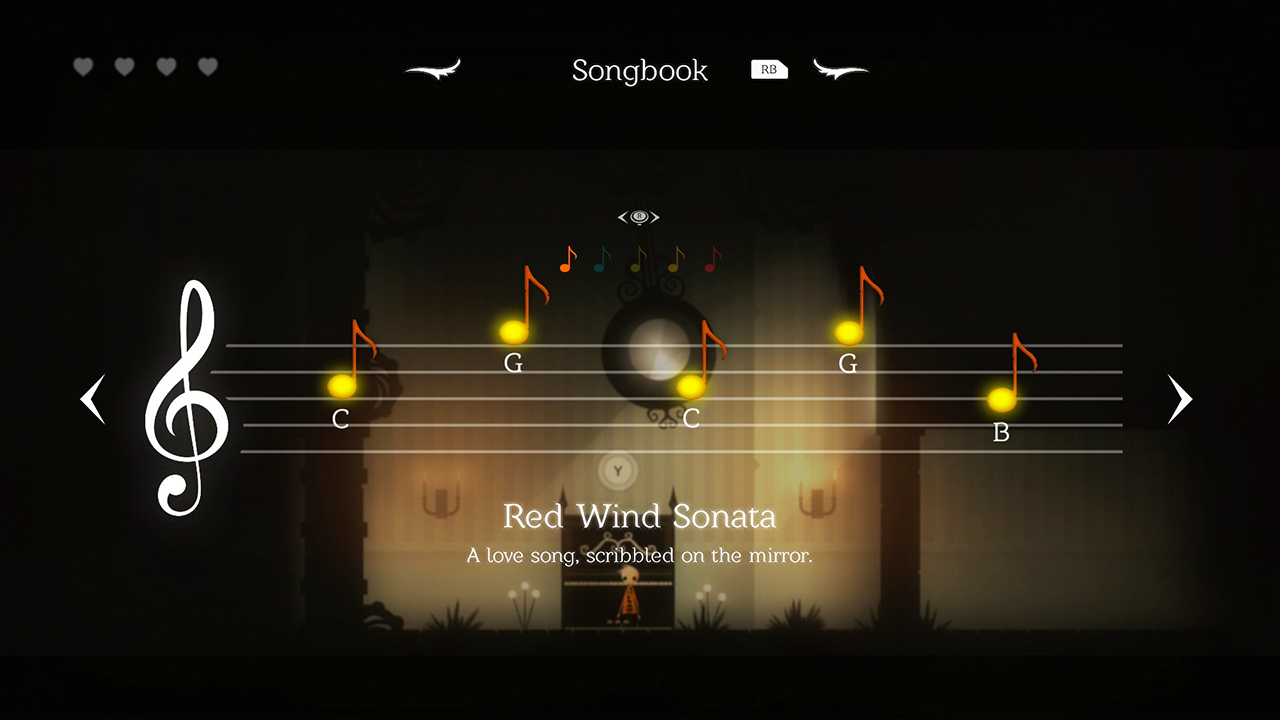 Songbook RB
R
G G
C C B
Y
Red Wind Sonata
A love song, scribbled on the mirror.